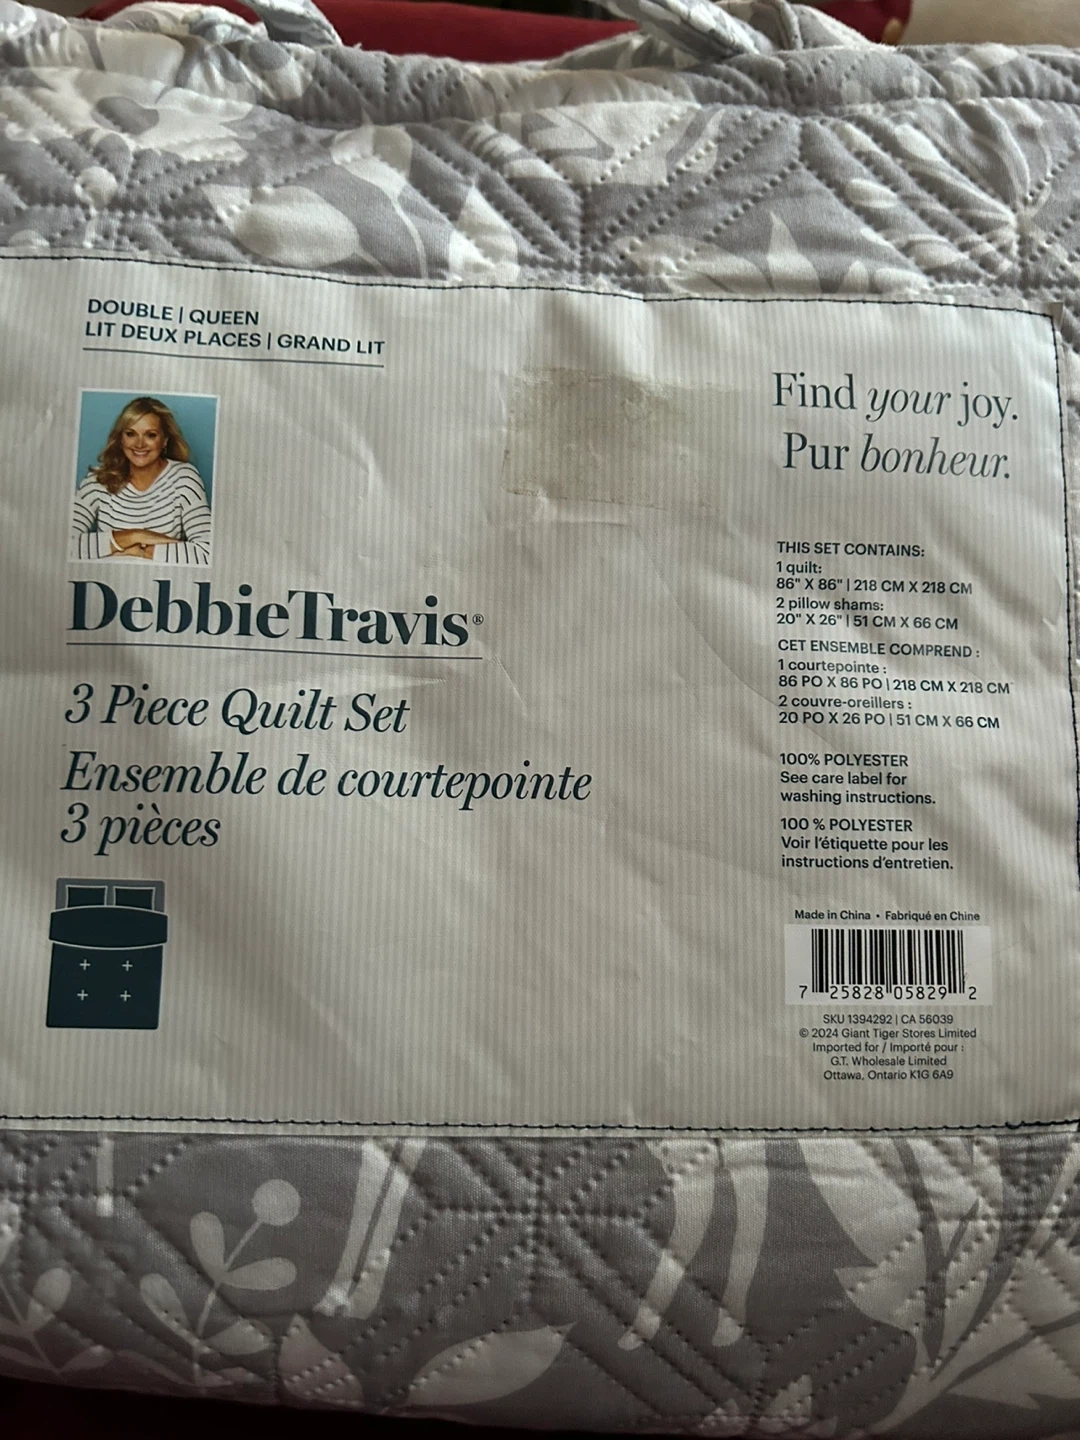 DOUBLE | QUEEN
LIT DEUX PLACES | GRAND LIT
DebbieTravis®
3 Piece Quilt Set
Ensemble de courtepointe
3 pièces
Find your joy.
Pur bonheur.
THIS SET CONTAINS:
1 quilt:
86" X 86" | 218 CM X 218 CM
2 pillow shams:
20" X 26" | 51 CM X 66 CM
CET ENSEMBLE COMPREND :
1 courtepointe :
86 PO X 86 PO | 218 CM X 218 CM
2 couvre-oreillers :
20 PO X 26 PO | 51 CM X 66 CM
100% POLYESTER
See care label for
washing instructions.
100 % POLYESTER
Voir l'étiquette pour les
instructions d'entretien.
Made in China • Fabriqué en Chine
7 25828 05829 2
SKU 1394292 | CA 56039
© 2024 Giant Tiger Stores Limited
Imported for / Importé pour :
G.T. Wholesale Limited
Ottawa, Ontario K1G 6A9